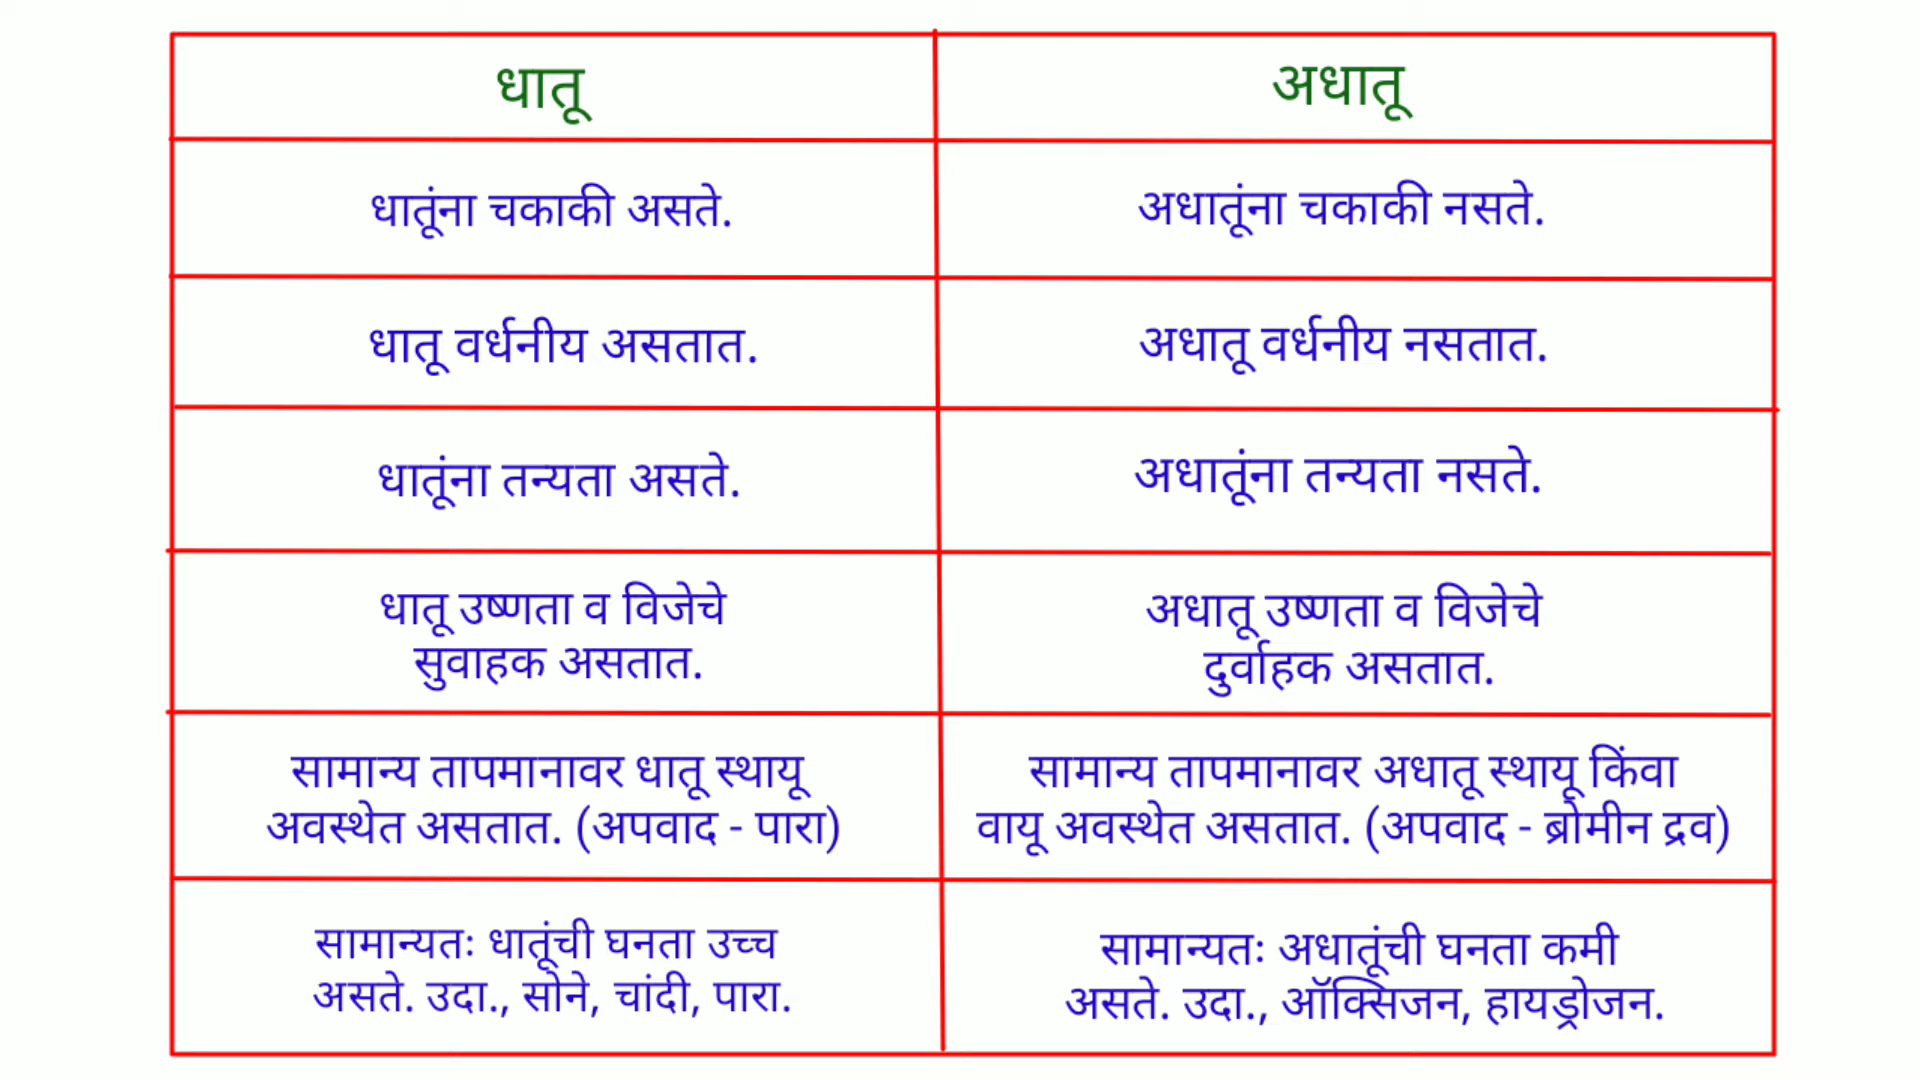 धातू
अधातू
धातूंना चकाकी असते.
अधातूंना चकाकी नसते.
धातू वर्धनीय असतात.
अधातू वर्धनीय नसतात.
धातूंना तन्यता असते.
अधातूंना तन्यता नसते.
धातू उष्णता व विजेचे
सुवाहक असतात.
अधातू उष्णता व विजेचे
दुर्वाहक असतात.
सामान्य तापमानावर धातू स्थायू
अवस्थेत असतात. (अपवाद - पारा)
सामान्य तापमानावर अधातू स्थायू किंवा
वायू अवस्थेत असतात. (अपवाद - ब्रोमीन द्रव)
सामान्यतः धातूंची घनता उच्च
असते. उदा., सोने, चांदी, पारा.
सामान्यतः अधातूंची घनता कमी
असते. उदा., ऑक्सिजन, हायड्रोजन.